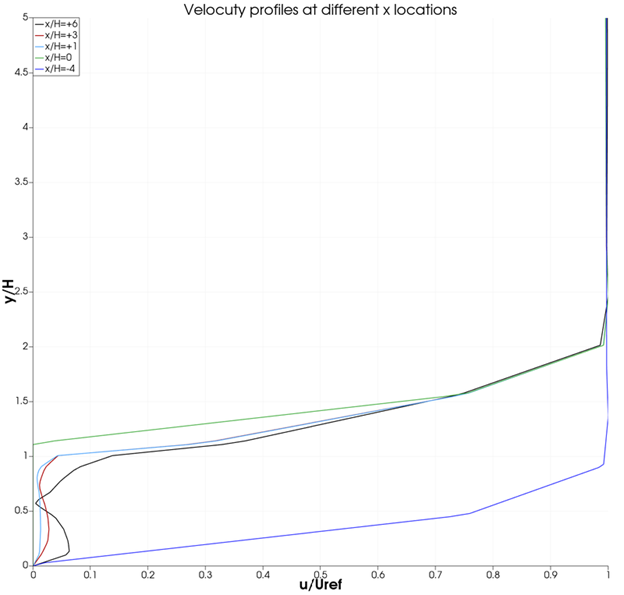 Velocuty profiles at different x locations
x/H=+6
x/H=+3
x/H=+1
x/H=0
x/H=-4
5
4.5
4
3.5
3
2.5
2
1.5
1
0.5
0
y/H
0 0.1 0.2 0.3 0.4 0.5 0.6 0.7 0.8 0.9 1
u/Uref